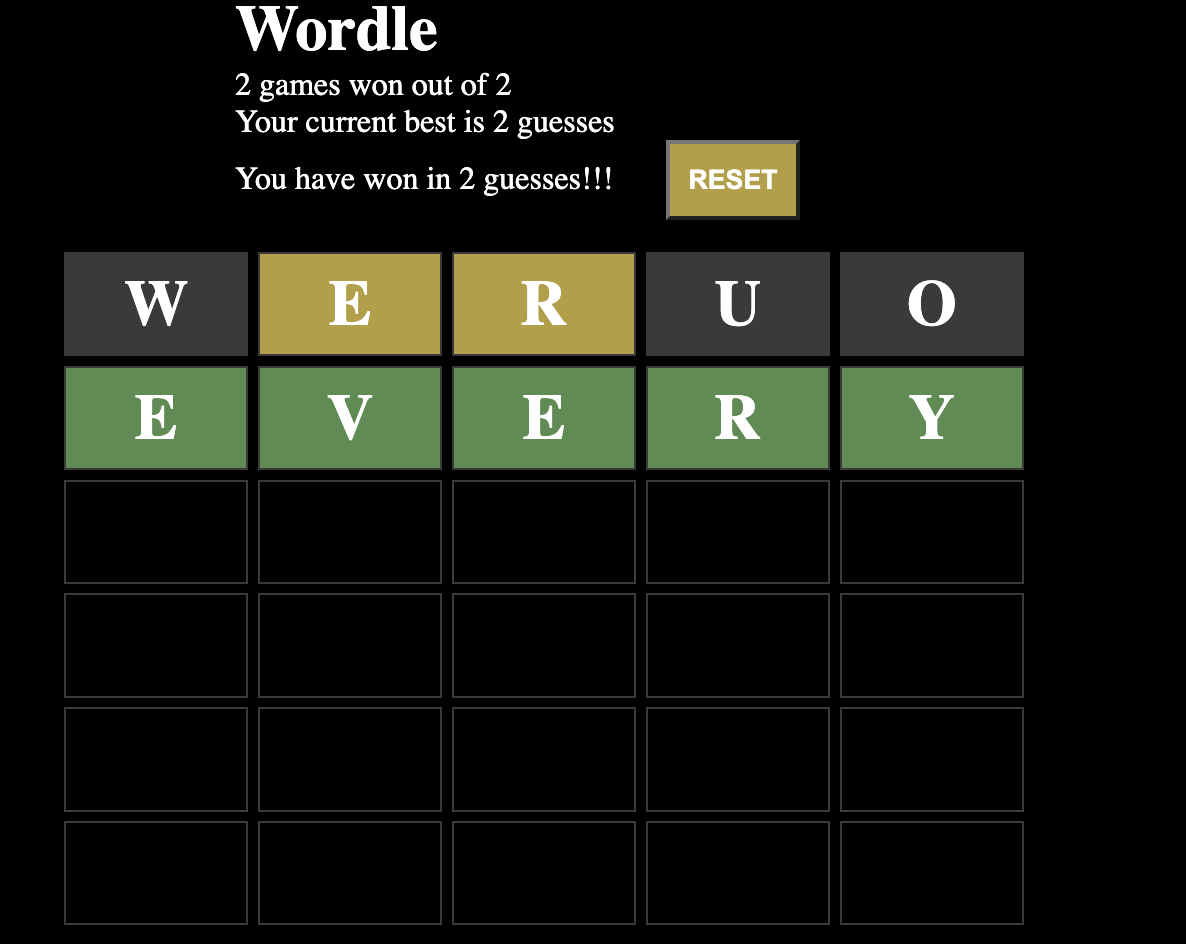 Wordle
2 games won out of 2
Your current best is 2 guesses
You have won in 2 guesses!!! RESET
W E R U O
E V E R Y